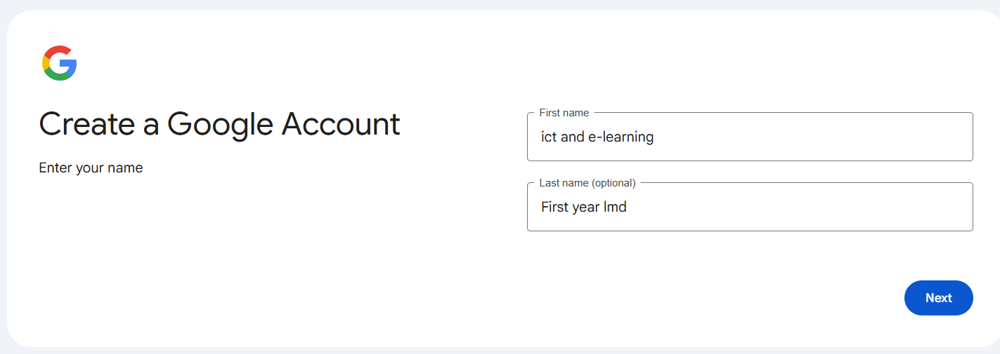 Create a Google Account
Enter your name
First name
ict and e-learning
Last name (optional)
First year lmd
Next